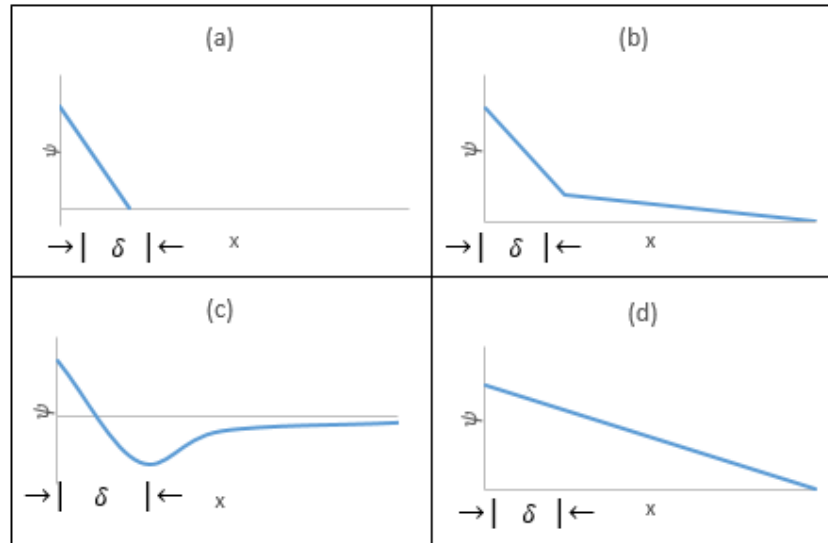 (a)
ψ
→| δ |← x
(b)
ψ
→| δ |← x
(c)
ψ
→| δ |← x
(d)
ψ
→| δ |← x